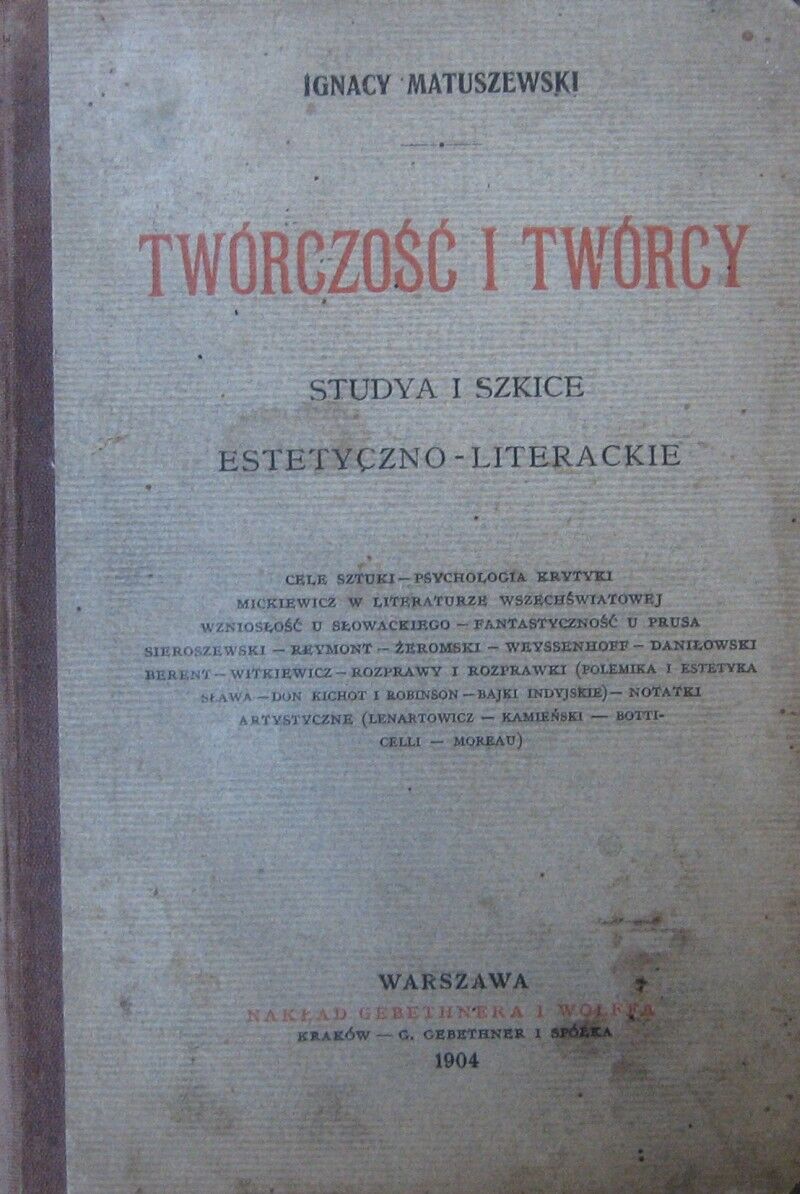 IGNACY MATUSZEWSKI
TWÓRCZOŚĆ I TWÓRCY
STUDYA I SZKICE
ESTETYCZNO-LITERACKIE
CELE SZTUKI — PSYCHOLOGIA KRYTYKI
MICKIEWICZ W LITERATURZE WSZECHŚWIATOWEJ
WZNIOSŁOŚĆ U SŁOWACKIEGO — FANTASTYCZNOŚĆ U PRUSA
SIEROSZEWSKI — REYMONT — ŻEROMSKI — WEYSSENHOFF — DANIŁOWSKI
BERENT — WITKIEWICZ — ROZPRAWY I ROZPRAWKI (POLEMIKA I ESTETYKA
SŁAWA — DON KICHOT I ROBINSON — BAJKI INDYJSKIE) — NOTATKI
ARTYSTYCZNE (LENARTOWICZ — KAMIEŃSKI — BOTTI-
CELLI — MOREAU)
WARSZAWA
NAKŁAD GEBETHNERA I WOLFFA
KRAKÓW — G. GEBETHNER I SPÓŁKA
1904